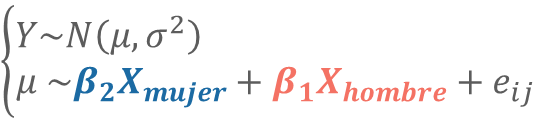 Y~N(μ, σ²)
μ ~β₂X_mujer + β₁X_hombre + e_ij